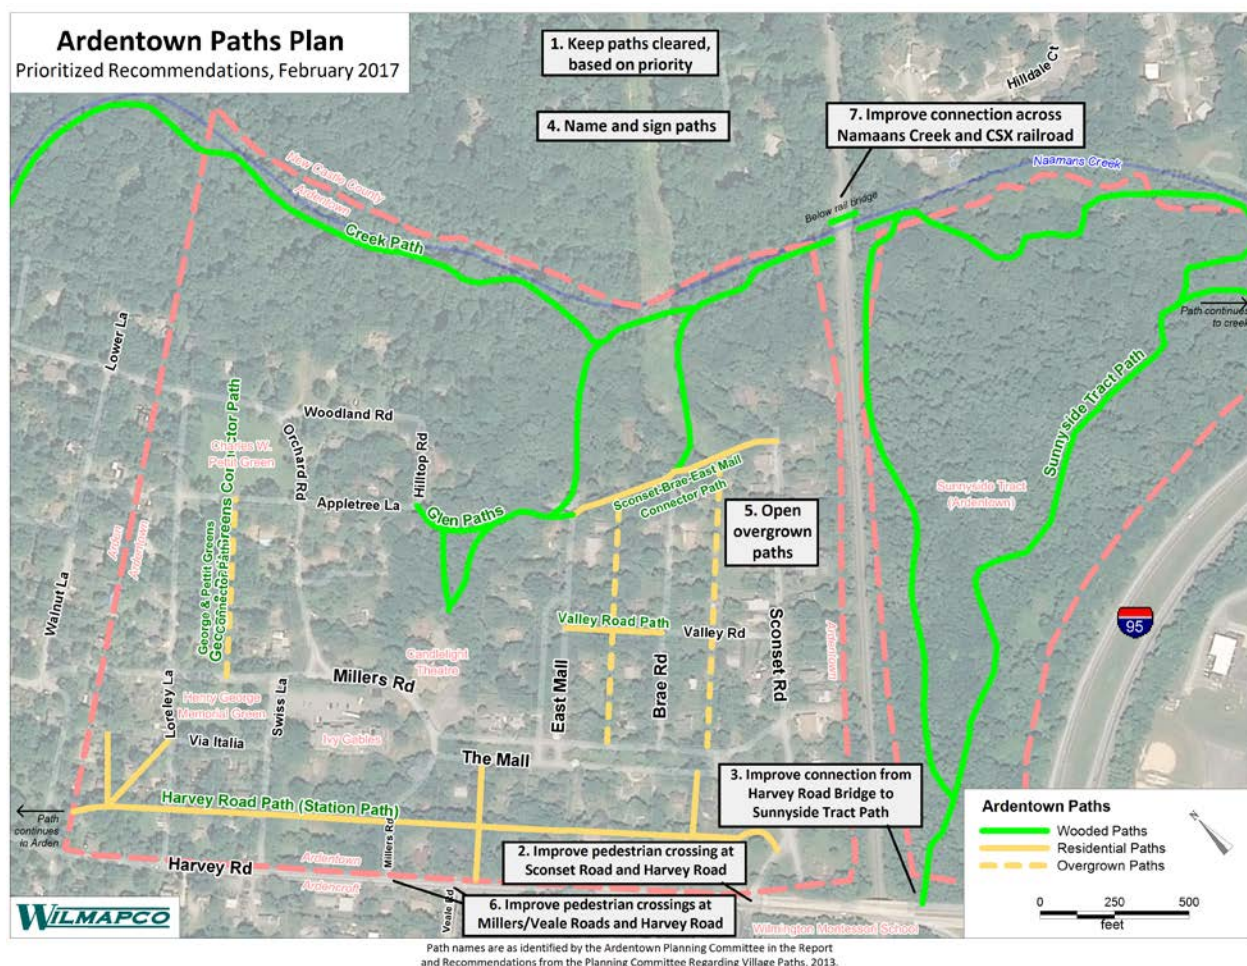 Ardentown Paths Plan
Prioritized Recommendations, February 2017
1. Keep paths cleared,
based on priority
Hilldale Ct
4. Name and sign paths
7. Improve connection across
Namaans Creek and CSX railroad
Naamans Creek
New Castle County
Ardentown
Below rail bridge
Creek Path
Path continues
to creek
Lower La
Woodland Rd
Orchard Rd
Hilltop Rd
Charles W.
Pettit Green
Appletree La
Glen Paths
Sconset-Brae-East Mall
Connector Path
Sunnyside Tract Path
Sunnyside Tract
(Ardentown)
5. Open
overgrown
paths
Arden
Ardentown
George & Pettit Greens
Connector Path
Walnut La
Valley Road Path
Valley Rd
Sconset Rd
Ardentown
95
Candlelight
Theatre
Millers Rd
East Mall
Brae Rd
Loreley La
Henry George
Memorial Green
Swiss La
Via Italia
Ivy Gables
The Mall
3. Improve connection from
Harvey Road Bridge to
Sunnyside Tract Path
Harvey Road Path (Station Path)
Path
continues
to Arden
Millers Rd
Harvey Rd
Ardentown
Ardencroft
Veale Rd
2. Improve pedestrian crossing at
Sconset Road and Harvey Road
6. Improve pedestrian crossings at
Millers/Veale Roads and Harvey Road
Wilmington Montessori School
Ardentown Paths
Wooded Paths
Residential Paths
Overgrown Paths
N
0 250 500
feet
WILMAPCO
Path names are as identified by the Ardentown Planning Committee in the Report
and Recommendations from the Planning Committee Regarding Village Paths, 2013.